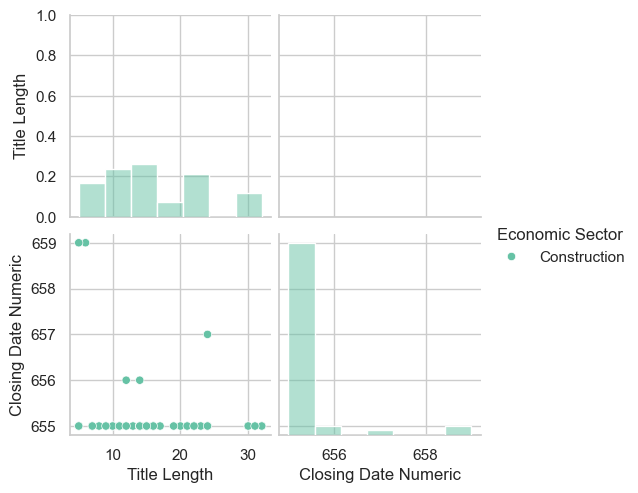 1.0
0.8
0.6
0.4
0.2
0.0
Title Length
659
658
657
656
655
Closing Date Numeric
10 20 30
Title Length
656 658
Closing Date Numeric
Economic Sector
Construction